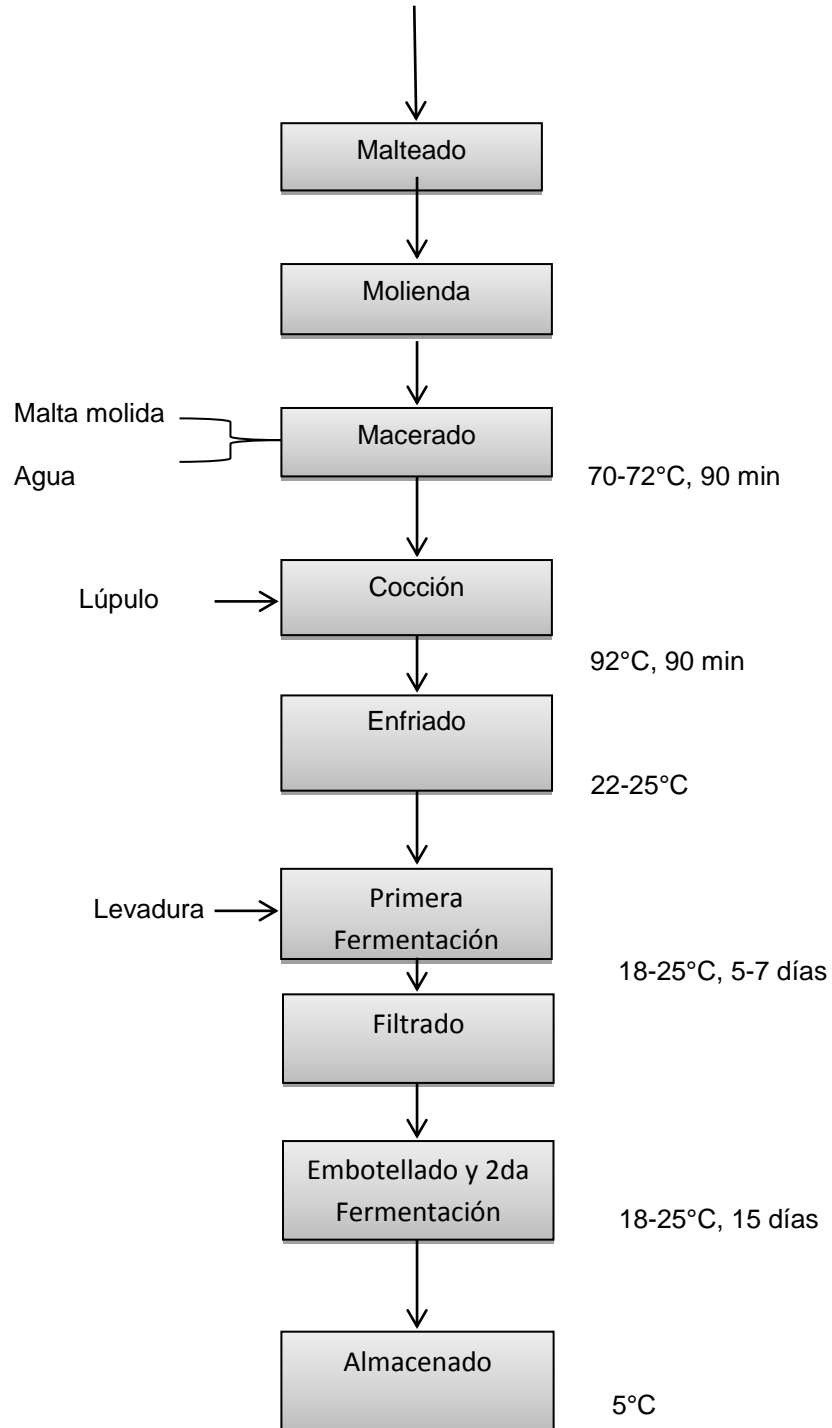 Malteado
Molienda
Malta molida
Agua
Macerado
70-72°C, 90 min
Lúpulo
Cocción
92°C, 90 min
Enfriado
22-25°C
Levadura
Primera
Fermentación
18-25°C, 5-7 días
Filtrado
Embotellado y 2da
Fermentación
18-25°C, 15 días
Almacenado
5°C